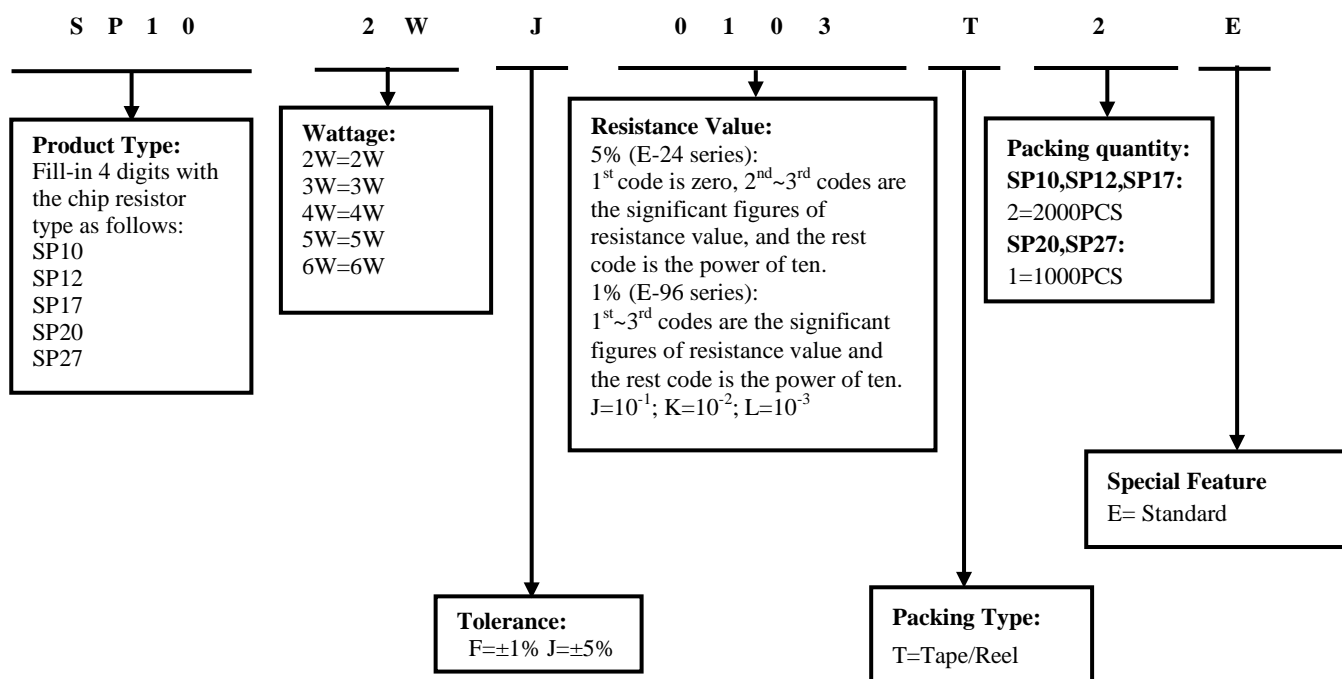 S P 1 0 2 W J 0 1 0 3 T 2 E
Product Type:
Fill-in 4 digits with
the chip resistor
type as follows:
SP10
SP12
SP17
SP20
SP27
Wattage:
2W=2W
3W=3W
4W=4W
5W=5W
6W=6W
Resistance Value:
5% (E-24 series):
1st code is zero, 2nd~3rd codes are
the significant figures of
resistance value, and the rest
code is the power of ten.
1% (E-96 series):
1st~3rd codes are the significant
figures of resistance value and
the rest code is the power of ten.
J=10-1; K=10-2; L=10-3
Packing quantity:
SP10,SP12,SP17:
2=2000PCS
SP20,SP27:
1=1000PCS
Special Feature
E= Standard
Tolerance:
F=±1% J=±5%
Packing Type:
T=Tape/Reel